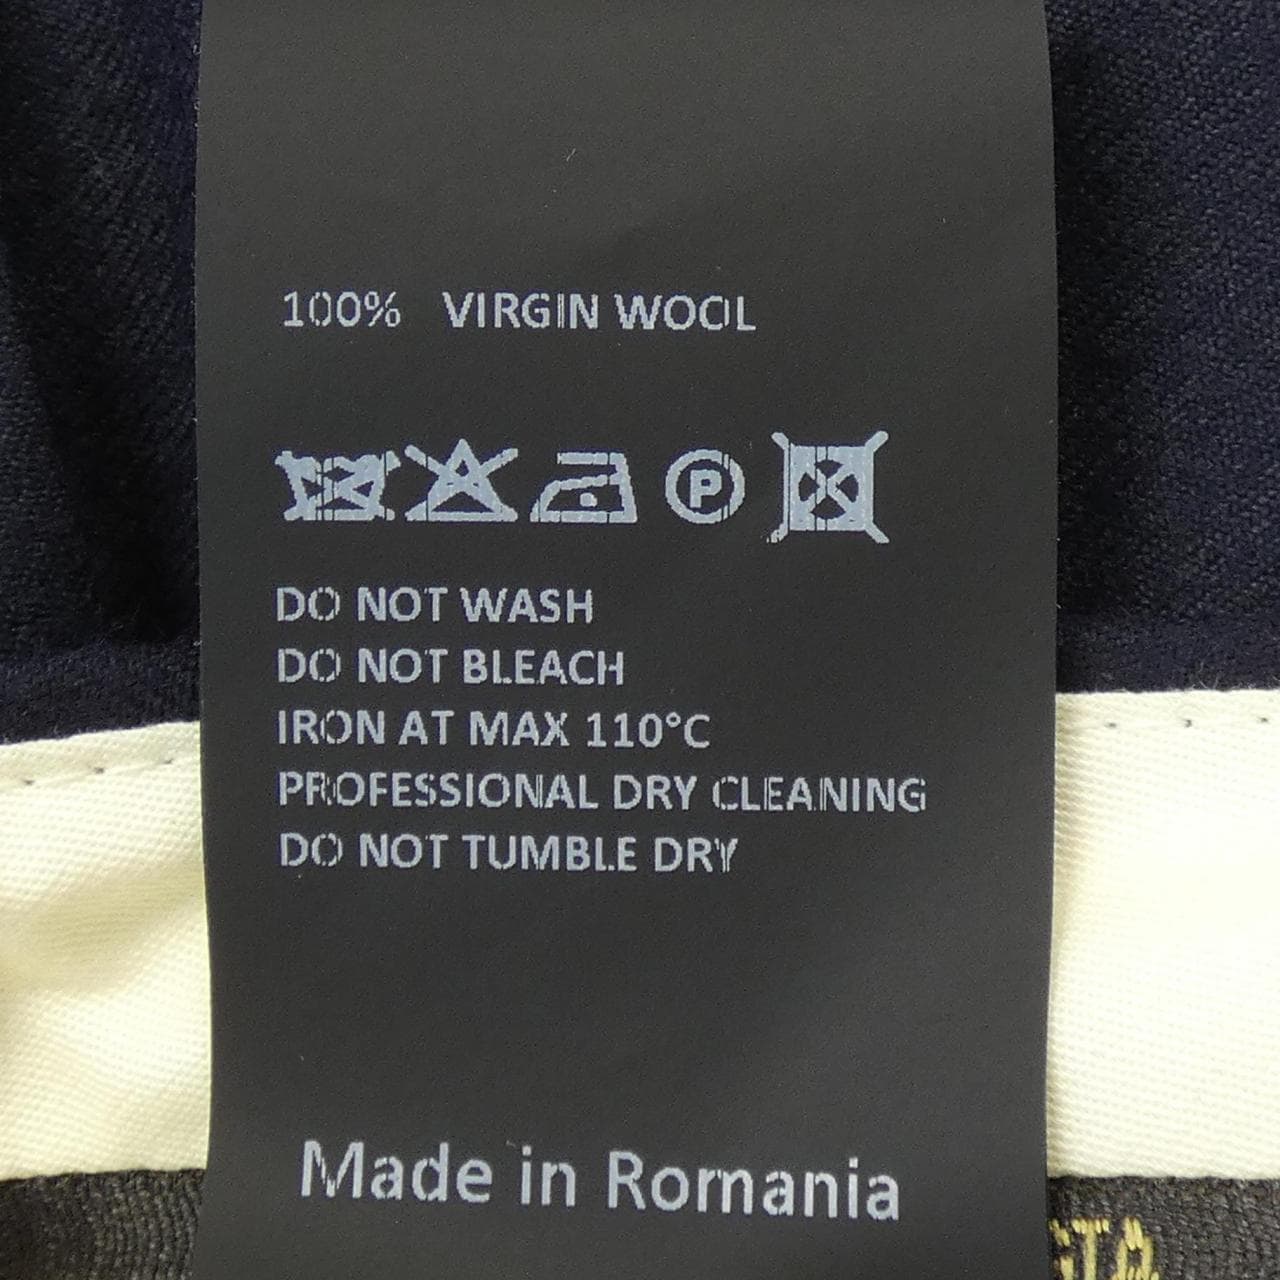 100% VIRGIN WOOL
P
DO NOT WASH
DO NOT BLEACH
IRON AT MAX 110°C
PROFESSIONAL DRY CLEANING
DO NOT TUMBLE DRY
Made in Romania